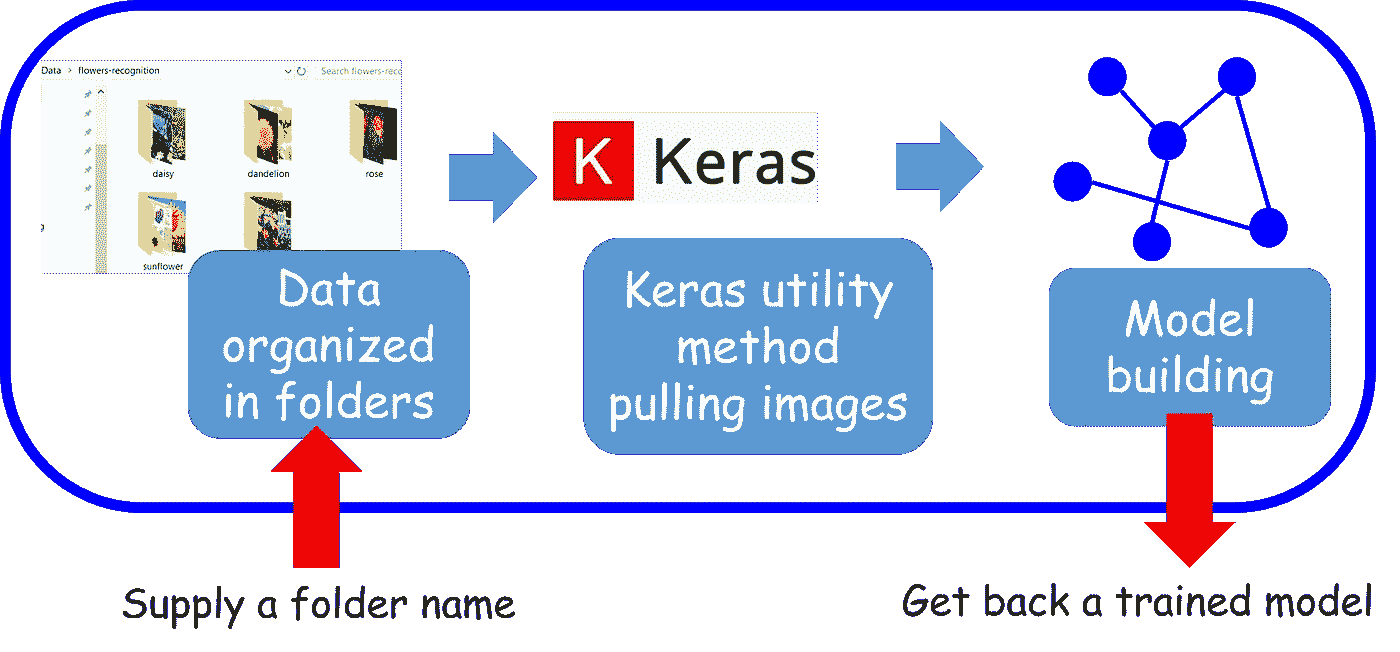 Data > flowers-recognition
Search flowers-rec
daisy
dandelion
rose
sunflower
K Keras
Data
organized
in folders
Keras utility
method
pulling images
Model
building
Supply a folder name
Get back a trained model